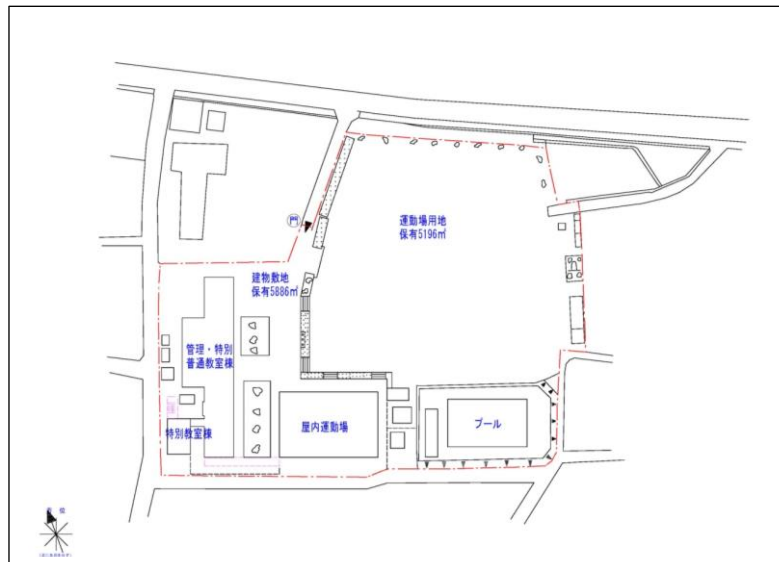 運動場用地
保有5196㎡
門
建物敷地
保有5886㎡
管理・特別
普通教室棟
特別教室棟
屋内運動場
プール